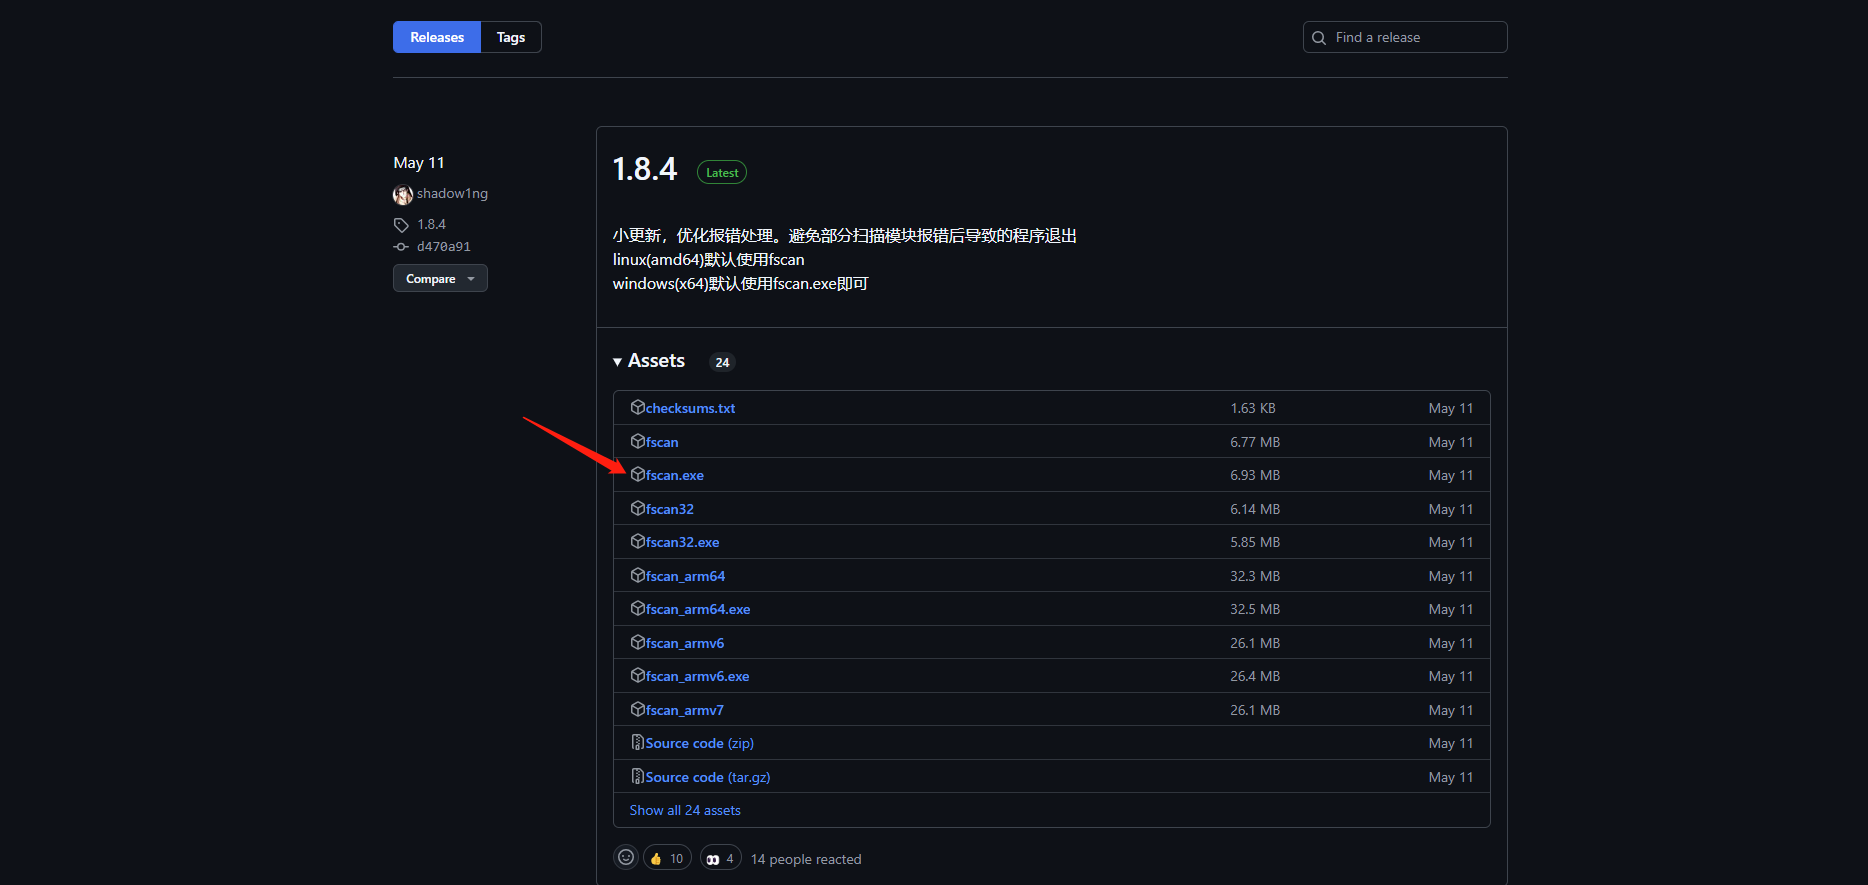 Releases
Tags
Find a release
May 11
shadow1ng
1.8.4
d470a91
Compare
1.8.4
Latest
小更新，优化报错处理。避免部分扫描模块报错后导致的程序退出
linux(amd64)默认使用fscan
windows(x64)默认使用fscan.exe即可
Assets 24
checksums.txt 1.63 KB May 11
fscan 6.77 MB May 11
fscan.exe 6.93 MB May 11
fscan32 6.14 MB May 11
fscan32.exe 5.85 MB May 11
fscan_arm64 32.3 MB May 11
fscan_arm64.exe 32.5 MB May 11
fscan_armv6 26.1 MB May 11
fscan_armv6.exe 26.4 MB May 11
fscan_armv7 26.1 MB May 11
Source code (zip) May 11
Source code (tar.gz) May 11
Show all 24 assets
10 4 14 people reacted